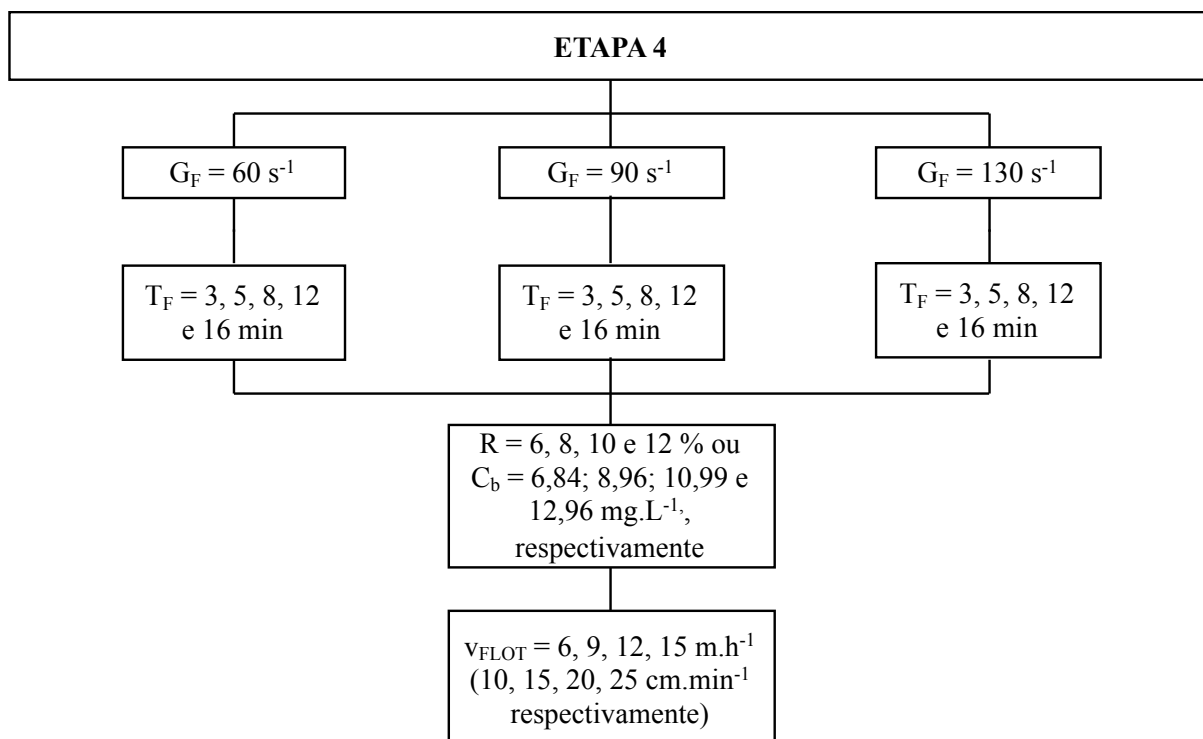 ETAPA 4
G_F = 60 s^-1
G_F = 90 s^-1
G_F = 130 s^-1
T_F = 3, 5, 8, 12
e 16 min
T_F = 3, 5, 8, 12
e 16 min
T_F = 3, 5, 8, 12
e 16 min
R = 6, 8, 10 e 12 % ou
C_b = 6,84; 8,96; 10,99 e
12,96 mg.L^-1,,
respectivamente
v_FLOT = 6, 9, 12, 15 m.h^-1
(10, 15, 20, 25 cm.min^-1
respectivamente)